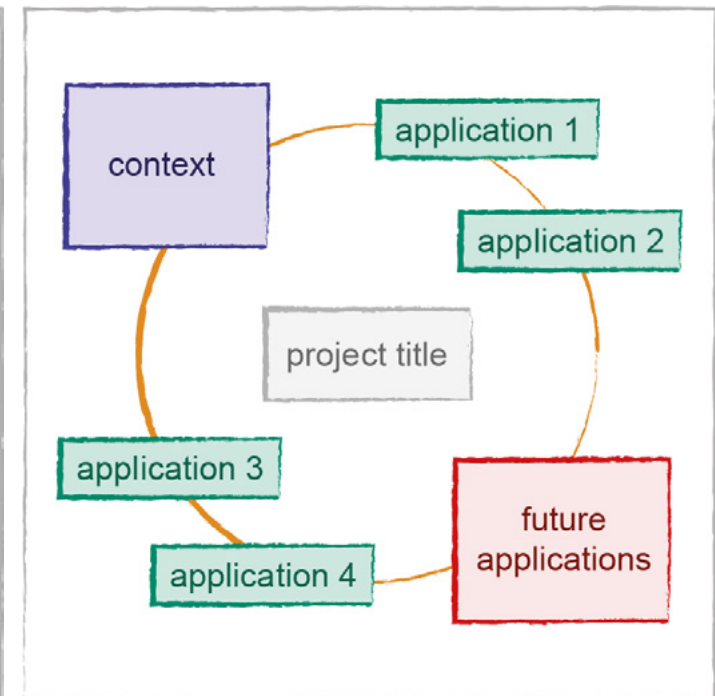 context
application 1
application 2
project title
application 3
future
applications
application 4